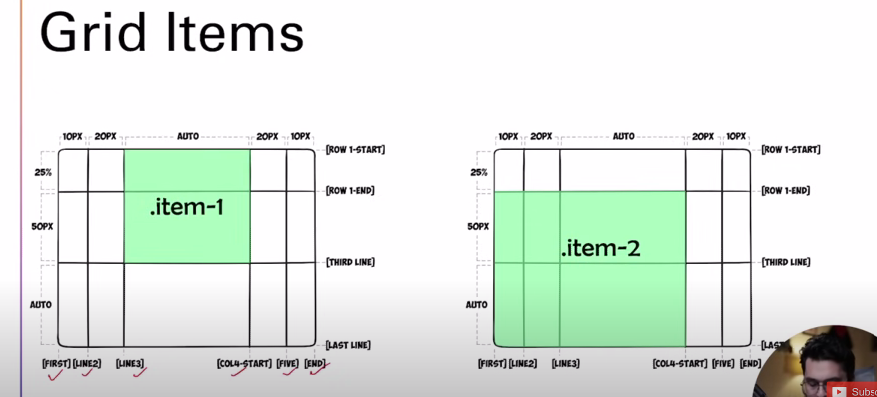 Grid Items
10PX 20PX AUTO 20PX 10PX
[ROW 1-START]
25%
[ROW 1-END]
.item-1
50PX
[THIRD LINE]
AUTO
[LAST LINE]
[FIRST] [LINE2] [LINE3] [COL4-START] [FIVE] [END]
10PX 20PX AUTO 20PX 10PX
[ROW 1-START]
25%
[ROW 1-END]
50PX
.item-2
[THIRD LINE]
AUTO
[FIRST] [LINE2] [LINE3] [COL4-START] [FIVE] [END]